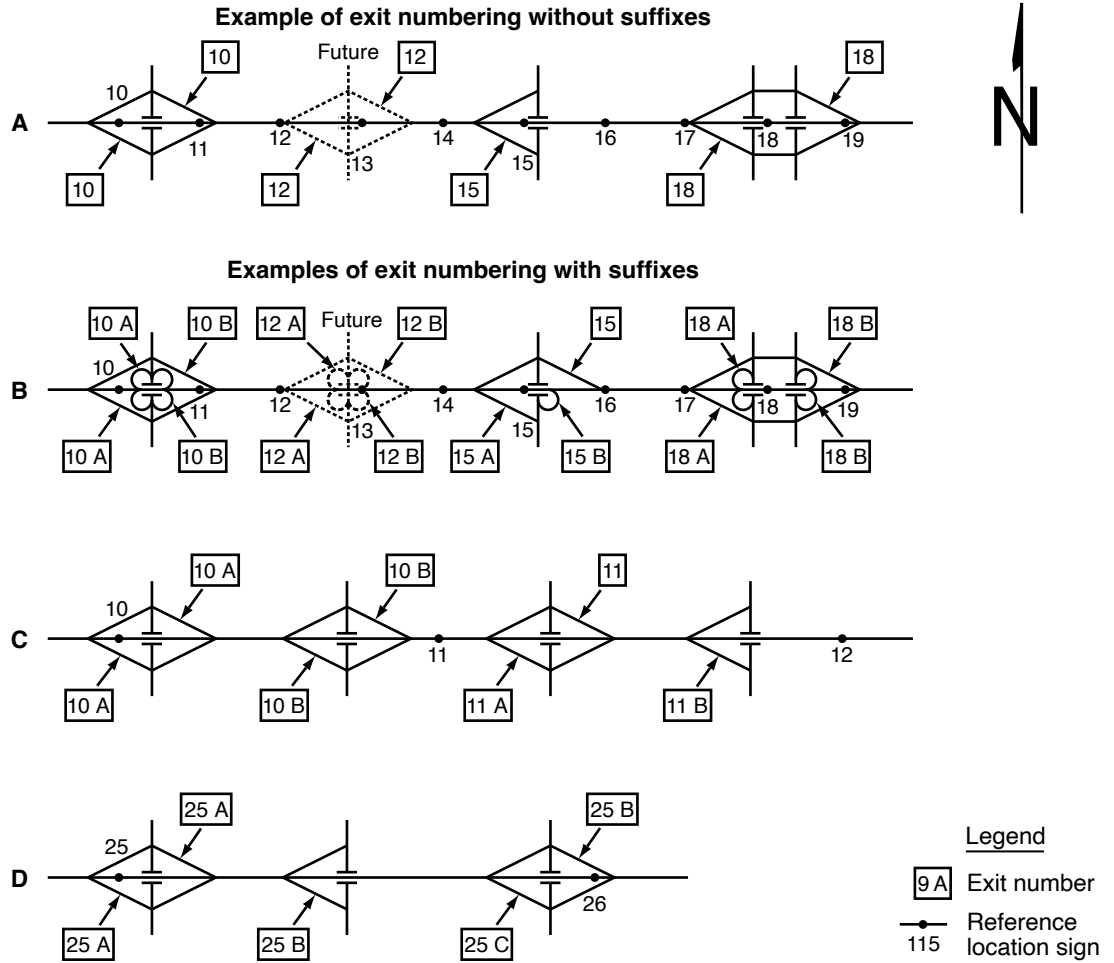 Example of exit numbering without suffixes
Future
10
12
18
10
A
12
14
16
17
18
11
13
15
19
10
12
15
18
N
Examples of exit numbering with suffixes
10 A
10 B
12 A
Future
12 B
15
18 A
18 B
10
B
11
12
14
16
17
18
19
13
15
10 A
10 B
12 A
12 B
15 A
15 B
18 A
18 B
10 A
10 B
11
10
C
11
12
10 A
10 B
11 A
11 B
25 A
25 B
25
D
26
25 A
25 B
25 C
Legend
9 A Exit number
115 Reference
location sign